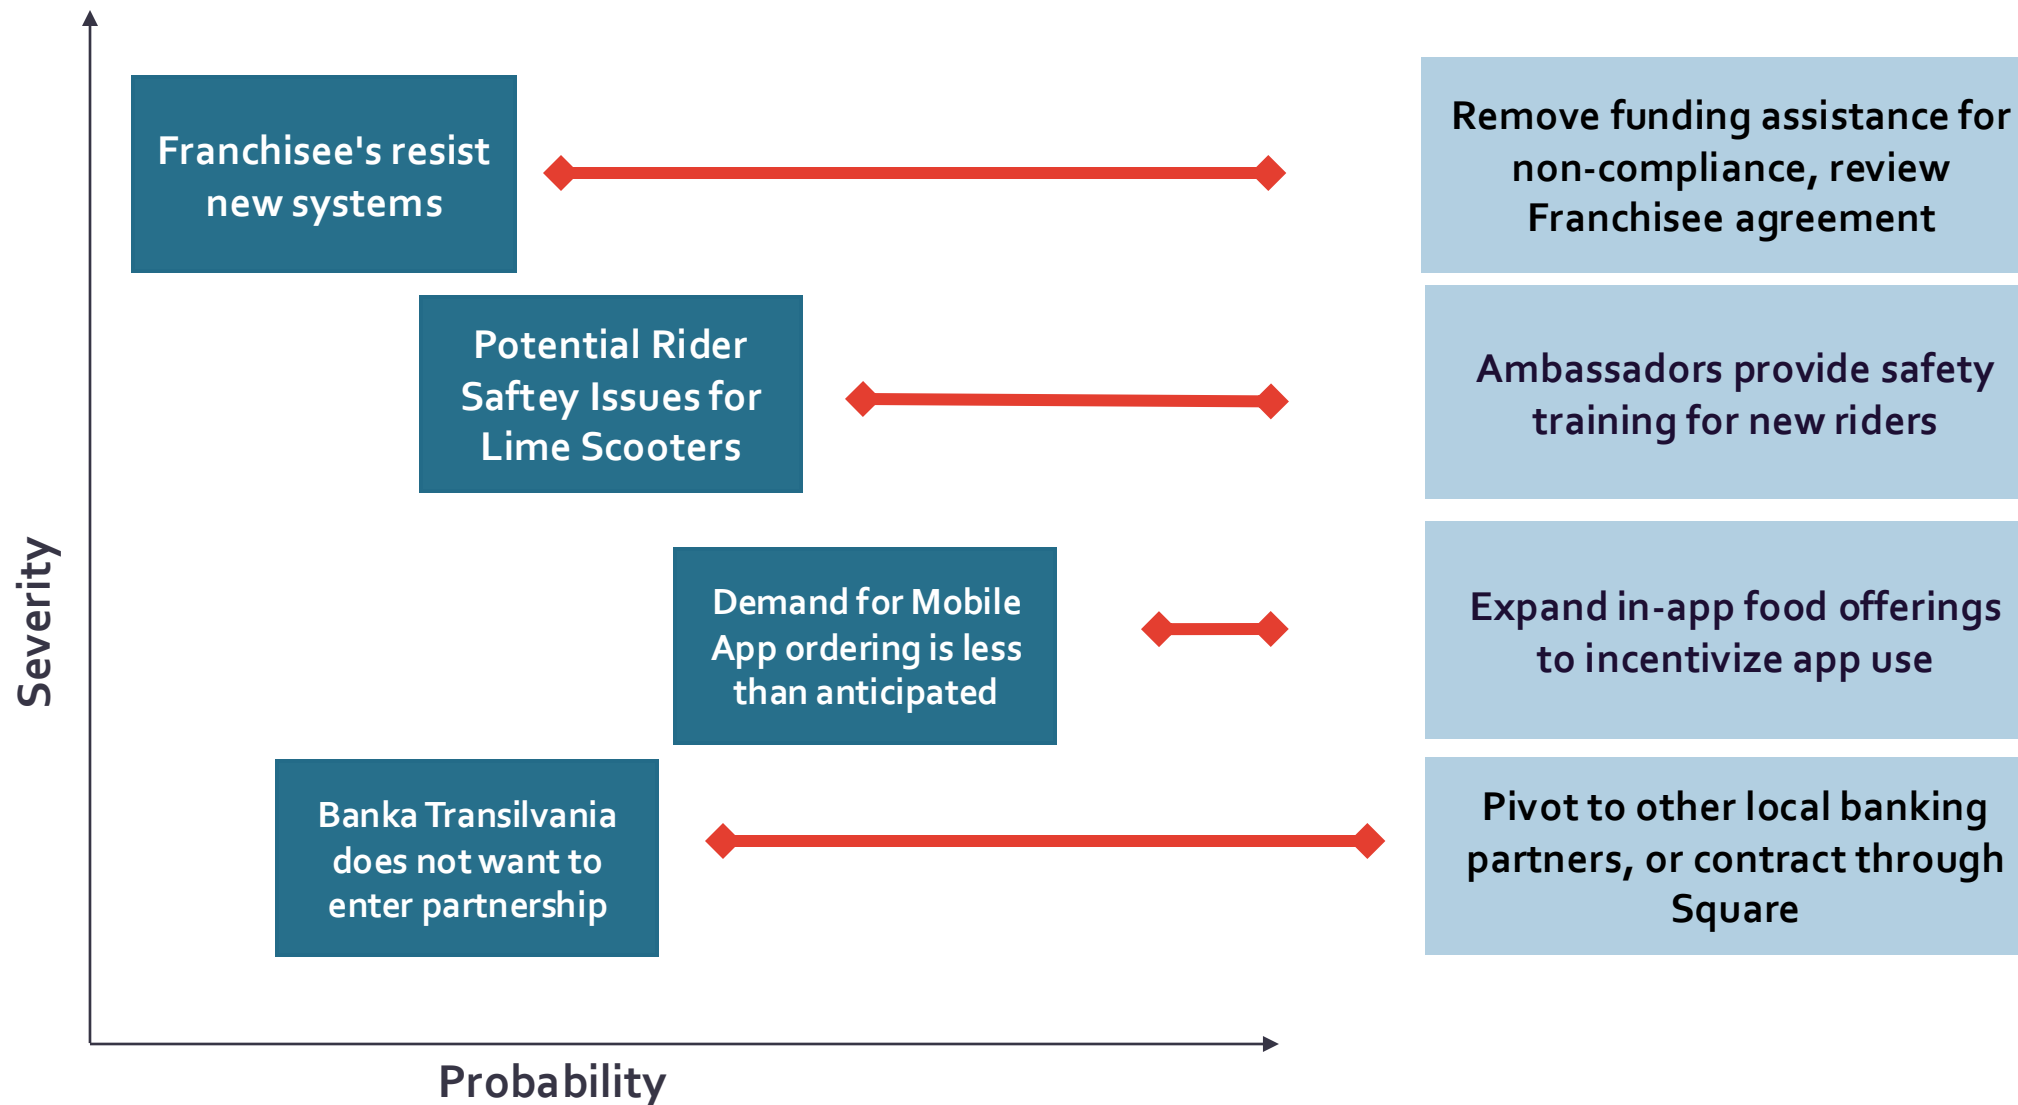 Severity
Franchisee's resist
new systems
Remove funding assistance for
non-compliance, review
Franchisee agreement
Potential Rider
Saftey Issues for
Lime Scooters
Ambassadors provide safety
training for new riders
Demand for Mobile
App ordering is less
than anticipated
Expand in-app food offerings
to incentivize app use
Banka Transilvania
does not want to
enter partnership
Pivot to other local banking
partners, or contract through
Square
Probability